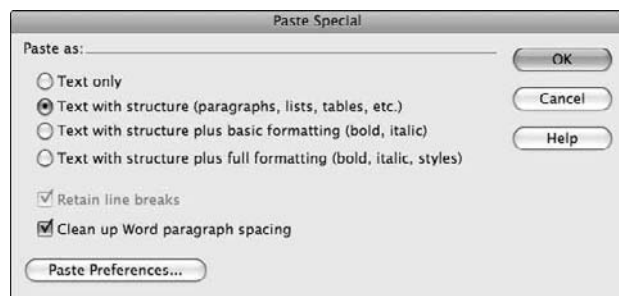 Paste Special
Paste as:
OK
Text only
Text with structure (paragraphs, lists, tables, etc.)
Cancel
Text with structure plus basic formatting (bold, italic)
Help
Text with structure plus full formatting (bold, italic, styles)
Retain line breaks
Clean up Word paragraph spacing
Paste Preferences...